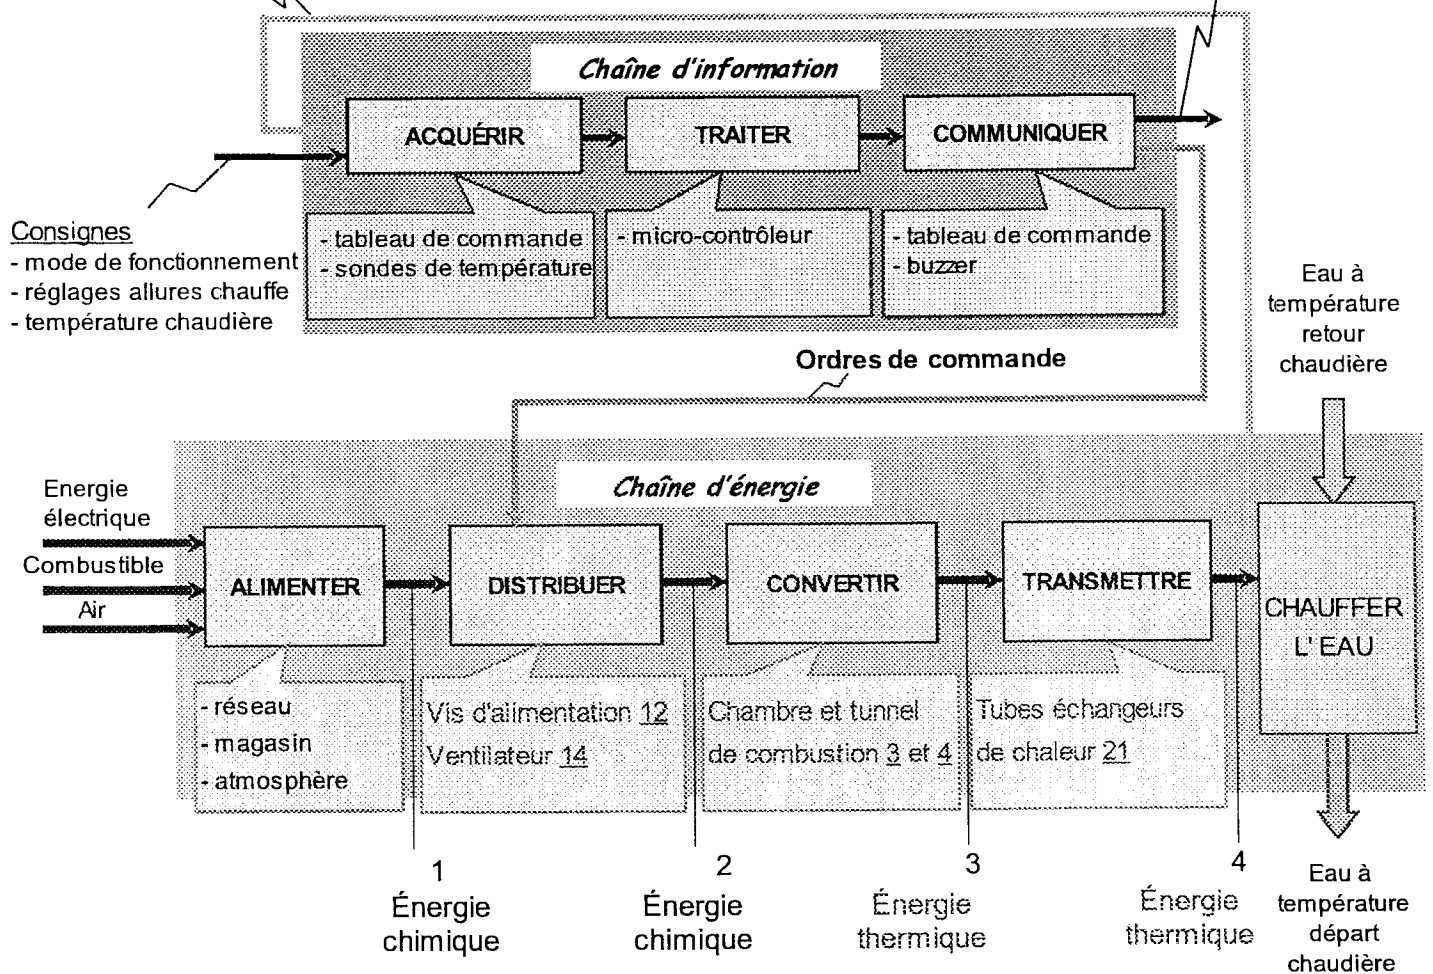 Chaîne d'information
ACQUÉRIR
TRAITER
COMMUNIQUER
Consignes
- mode de fonctionnement
- réglages allures chauffe
- température chaudière
- tableau de commande
- sondes de température
- micro-contrôleur
- tableau de commande
- buzzer
Eau à
température
retour
chaudière
Ordres de commande
Chaîne d'énergie
Energie
électrique
Combustible
Air
ALIMENTER
DISTRIBUER
CONVERTIR
TRANSMETTRE
CHAUFFER
L' EAU
- réseau
- magasin
- atmosphère
Vis d'alimentation 12
Ventilateur 14
Chambre et tunnel
de combustion 3 et 4
Tubes échangeurs
de chaleur 21
1
Énergie
chimique
2
Énergie
chimique
3
Énergie
thermique
4
Énergie
thermique
Eau à
température
départ
chaudière